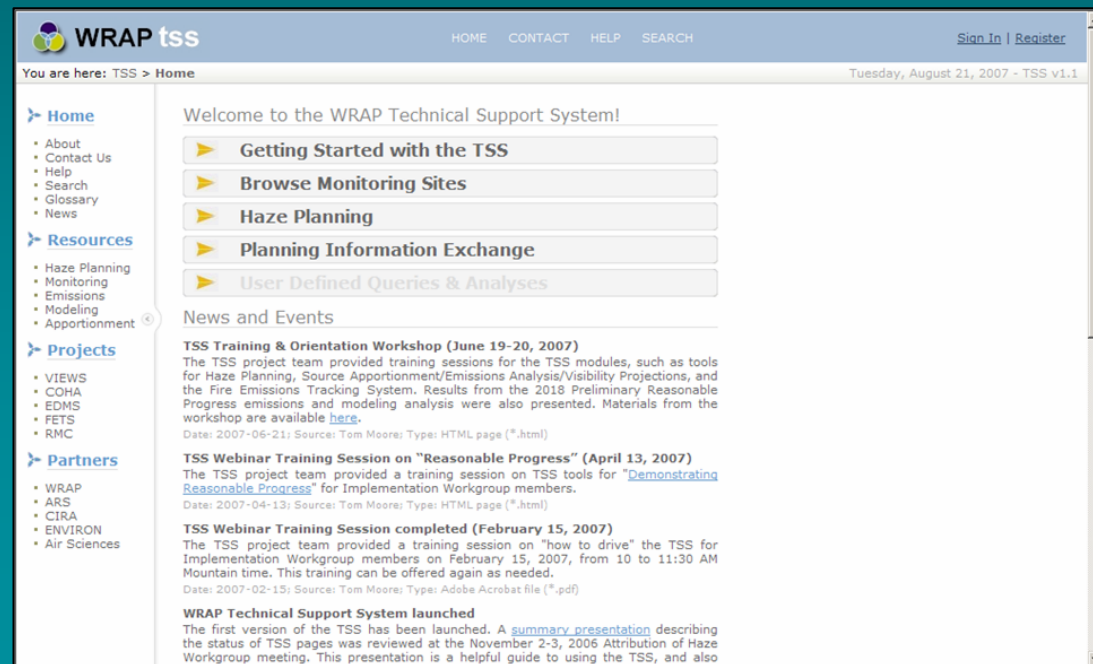 WRAP tss
HOME CONTACT HELP SEARCH
Sign In | Register
You are here: TSS > Home
Tuesday, August 21, 2007 - TSS v1.1
Home
About
Contact Us
Help
Search
Glossary
News
Resources
Haze Planning
Monitoring
Emissions
Modeling
Apportionment
Projects
VIEWS
COHA
EDMS
FETS
RMC
Partners
WRAP
ARS
CIRA
ENVIRON
Air Sciences
Welcome to the WRAP Technical Support System!
Getting Started with the TSS
Browse Monitoring Sites
Haze Planning
Planning Information Exchange
User Defined Queries & Analyses
News and Events
TSS Training & Orientation Workshop (June 19-20, 2007)
The TSS project team provided training sessions for the TSS modules, such as tools
for Haze Planning, Source Apportionment/Emissions Analysis/Visibility Projections, and
the Fire Emissions Tracking System. Results from the 2018 Preliminary Reasonable
Progress emissions and modeling analysis were also presented. Materials from the
workshop are available here.
Date: 2007-06-21; Source: Tom Moore; Type: HTML page (*.html)
TSS Webinar Training Session on "Reasonable Progress" (April 13, 2007)
The TSS project team provided a training session on TSS tools for "Demonstrating
Reasonable Progress" for Implementation Workgroup members.
Date: 2007-04-13; Source: Tom Moore; Type: HTML page (*.html)
TSS Webinar Training Session completed (February 15, 2007)
The TSS project team provided a training session on "how to drive" the TSS for
Implementation Workgroup members on February 15, 2007, from 10 to 11:30 AM
Mountain time. This training can be offered again as needed.
Date: 2007-02-15; Source: Tom Moore; Type: Adobe Acrobat file (*.pdf)
WRAP Technical Support System launched
The first version of the TSS has been launched. A summary presentation describing
the status of TSS pages was reviewed at the November 2-3, 2006 Attribution of Haze
Workgroup meeting. This presentation is a helpful guide to using the TSS, and also